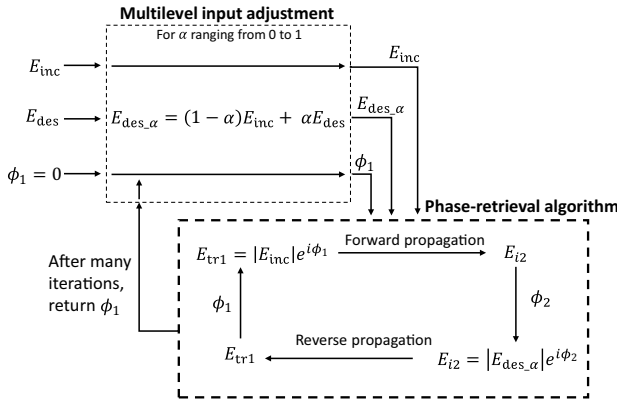 Multilevel input adjustment
For α ranging from 0 to 1
E_inc
E_inc
E_des
E_des_α = (1 − α)E_inc + αE_des
E_des_α
ϕ_1 = 0
ϕ_1
Phase-retrieval algorithm
After many
iterations,
return ϕ_1
E_tr1 = |E_inc|e^{iϕ_1}
Forward propagation
E_i2
ϕ_1
ϕ_2
Reverse propagation
E_tr1
E_i2 = |E_des_α|e^{iϕ_2}